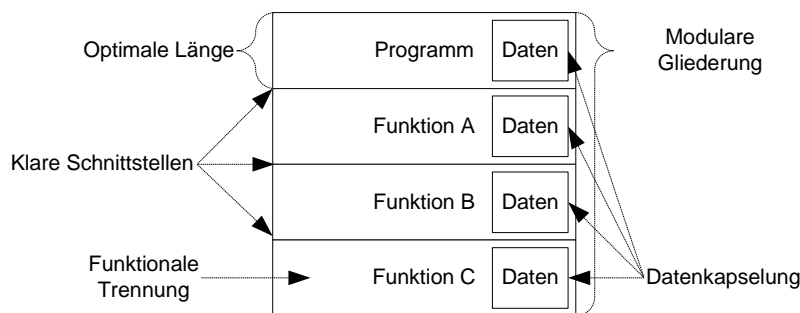 Optimale Länge
Programm
Daten
Modulare
Gliederung
Funktion A
Daten
Klare Schnittstellen
Funktion B
Daten
Funktionale
Trennung
Funktion C
Daten
Datenkapselung